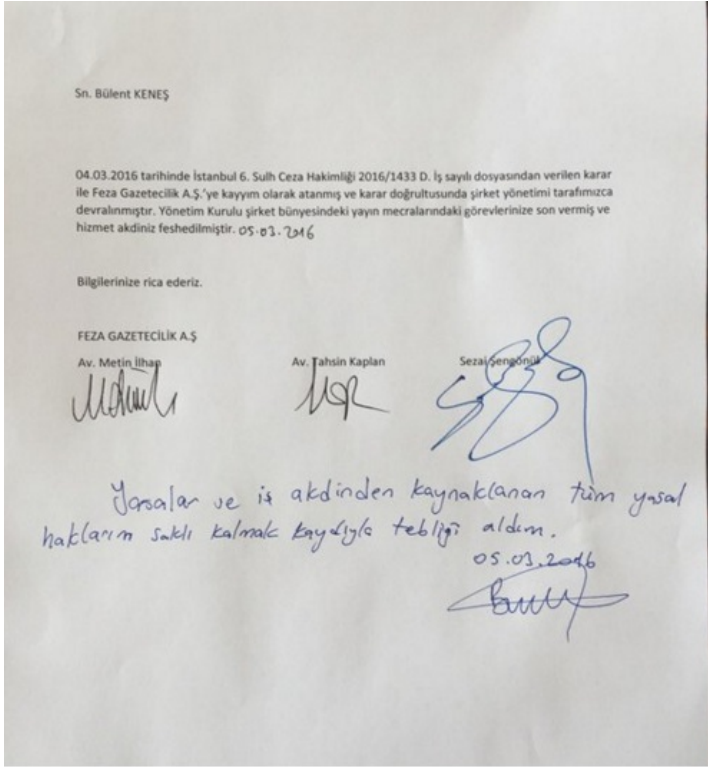 Sn. Bülent KENEŞ
04.03.2016 tarihinde İstanbul 6. Sulh Ceza Hakimliği 2016/1433 D. İş sayılı dosyasından verilen karar
ile Feza Gazetecilik A.Ş.'ye kayyım olarak atanmış ve karar doğrultusunda şirket yönetimi tarafımızca
devralınmıştır. Yönetim Kurulu şirket bünyesindeki yayın mecralarındaki görevlerinize son vermiş ve
hizmet akdiniz feshedilmiştir. 05.03.2016
Bilgilerinize rica ederiz.
FEZA GAZETECİLİK A.Ş
Av. Metin İlhan Av. Tahsin Kaplan Sezai Şengönül
Yasalar ve iş akdinden kaynaklanan tüm yasal
haklarım saklı kalmak kaydıyla tebliği aldım.
05.03.2016